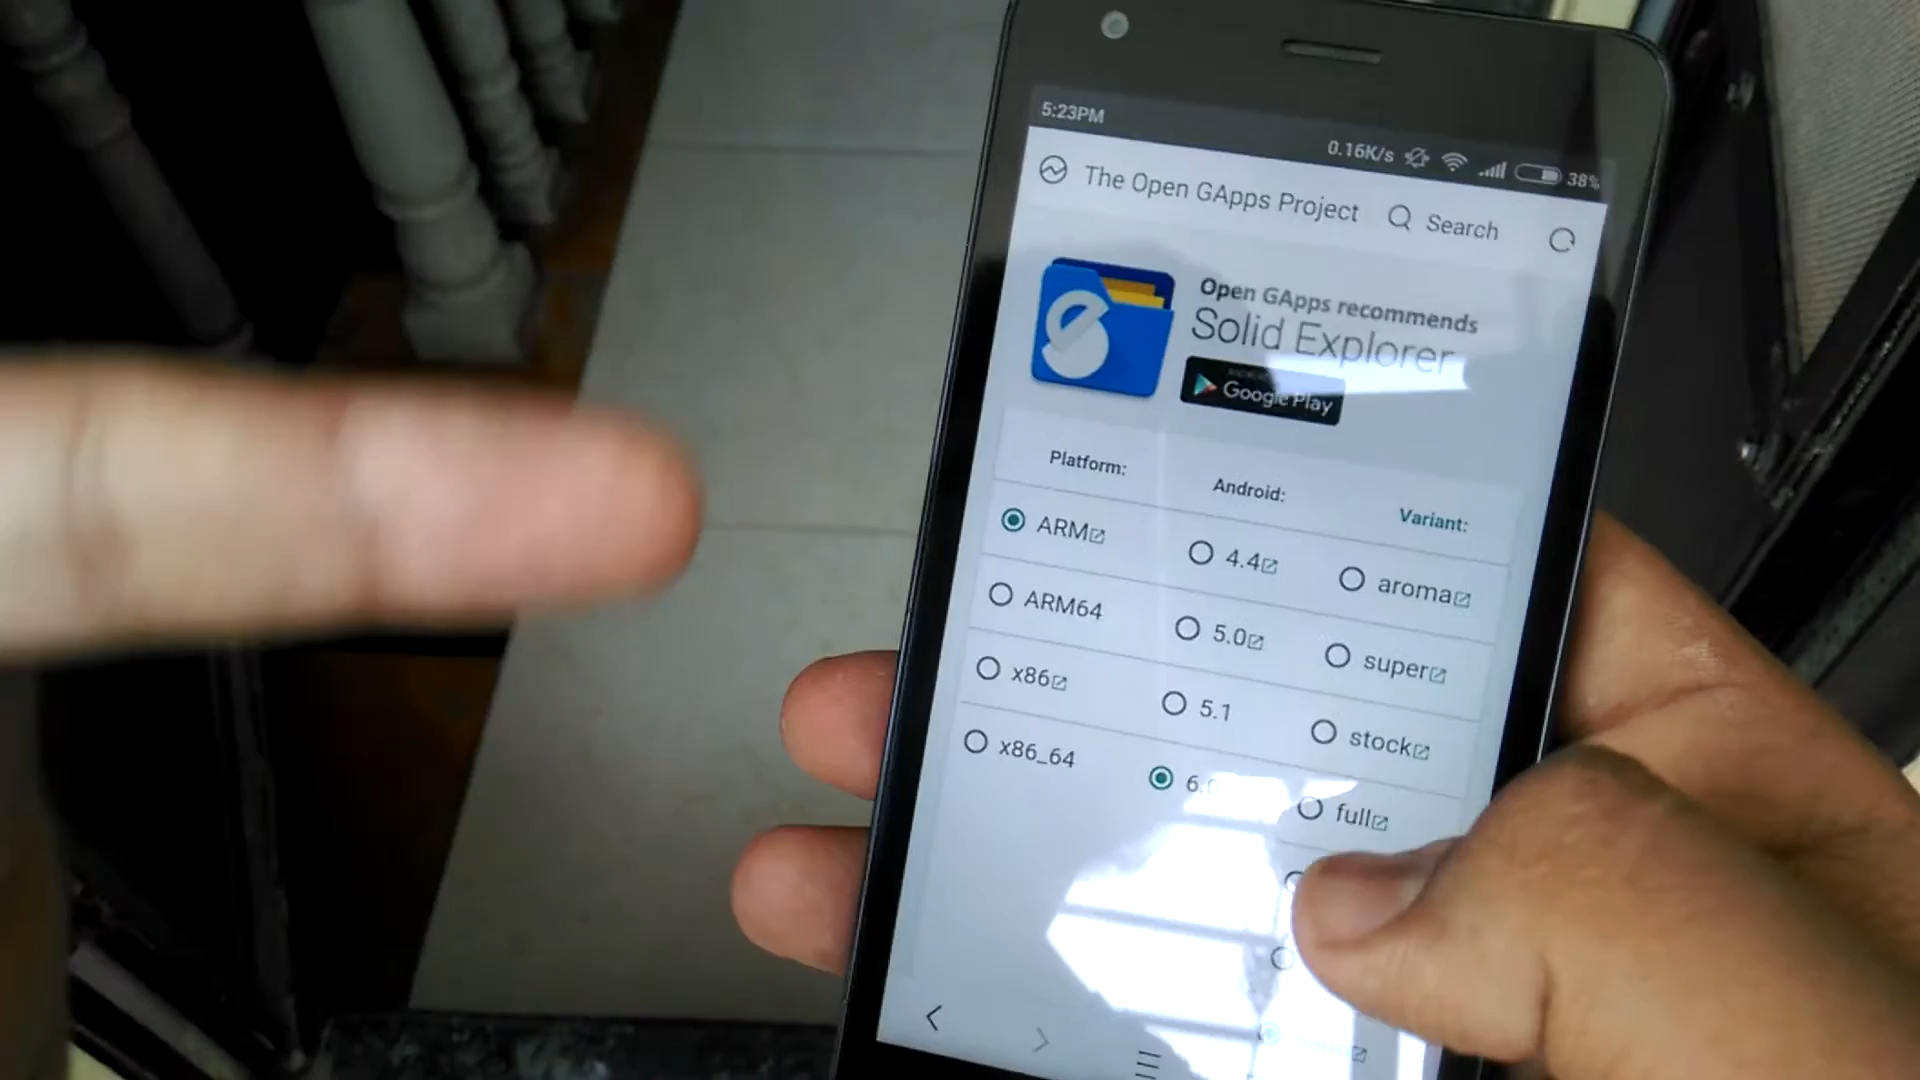 5:23PM
0.16K/s 38%
The Open GApps Project Search
Open GApps recommends
Solid Explorer
Google Play
Platform: Android: Variant:
ARM 4.4 aroma
ARM64 5.0 super
x86 5.1 stock
x86_64 6. full